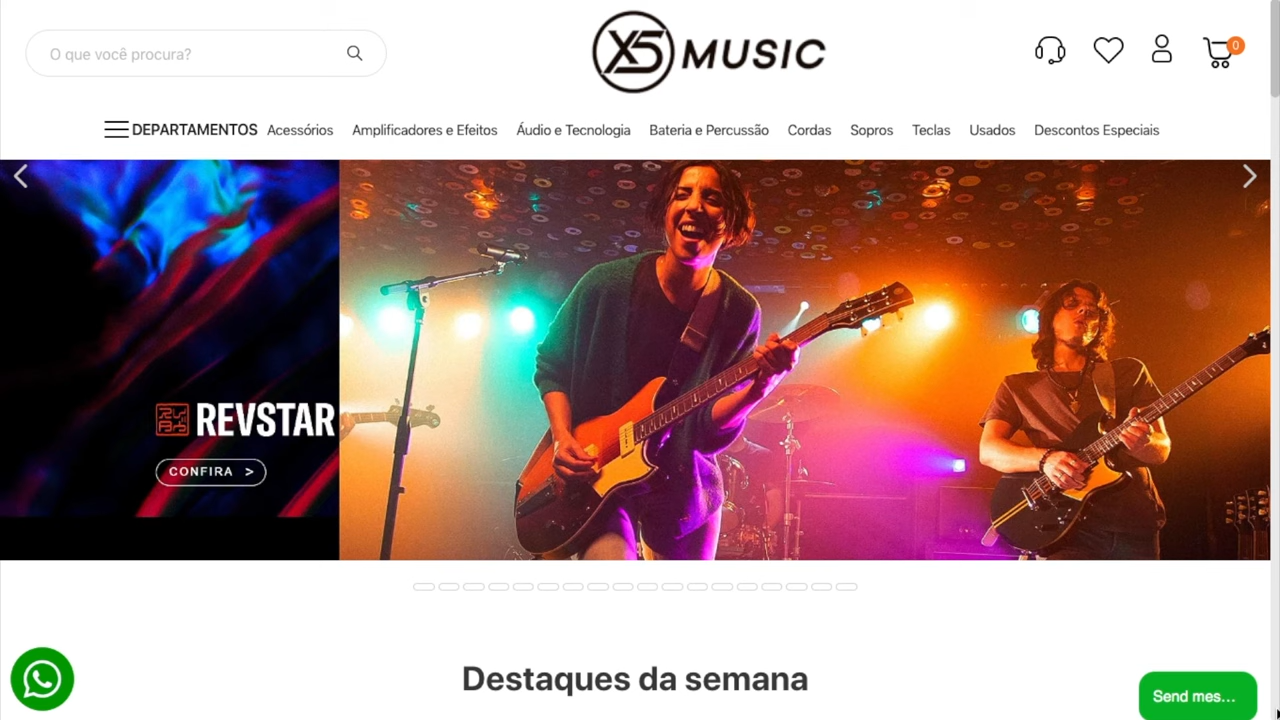 O que você procura?
X5 MUSIC
0
DEPARTAMENTOS Acessórios Amplificadores e Efeitos Áudio e Tecnologia Bateria e Percussão Cordas Sopros Teclas Usados Descontos Especiais
REVSTAR
CONFIRA >
Destaques da semana
Send mes...